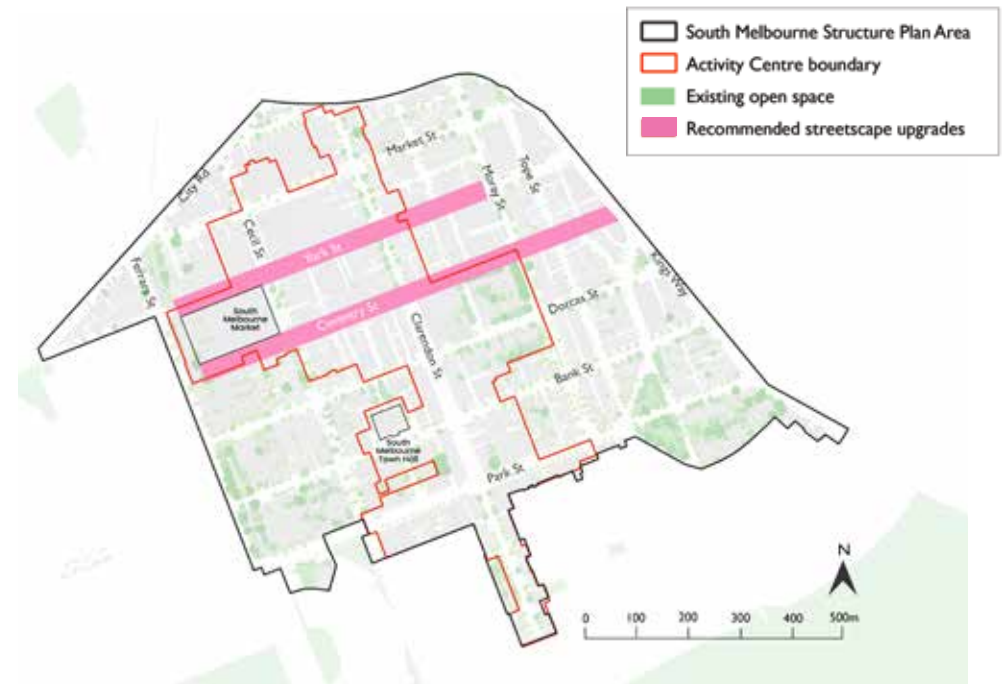 South Melbourne Structure Plan Area
Activity Centre boundary
Existing open space
Recommended streetscape upgrades
Market St
City Rd
Moray St
Tope St
Cecil St
York St
Ferrars St
Kings Way
South
Melbourne
Market
Coventry St
Clarendon St
Dorcas St
Bank St
South
Melbourne
Town Hall
Park St
N
0
100
200
300
400
500m